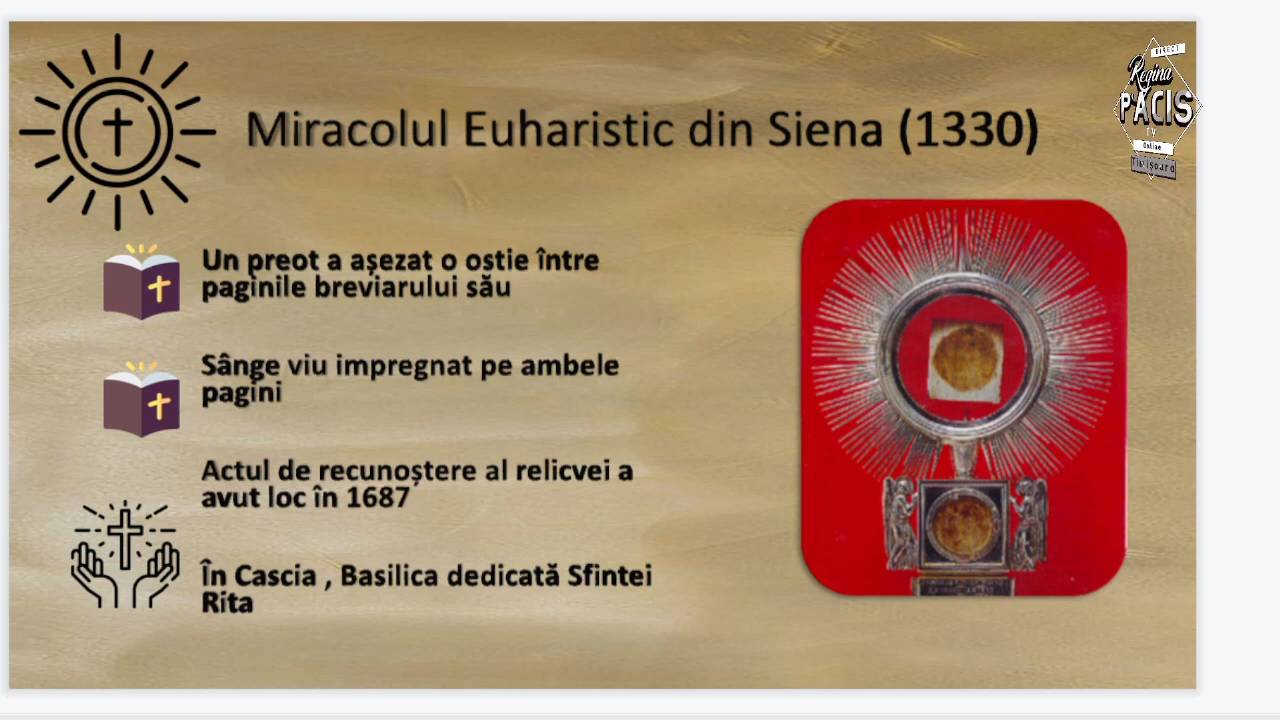 Miracolul Euharistic din Siena (1330)
DIRECT
Regina
PACIS
TV
Online
Timișoara
Un preot a așezat o ostie între
paginile breviarului său
Sânge viu impregnat pe ambele
pagini
Actul de recunoștere al relicvei a
avut loc în 1687
În Cascia , Basilica dedicată Sfintei
Rita